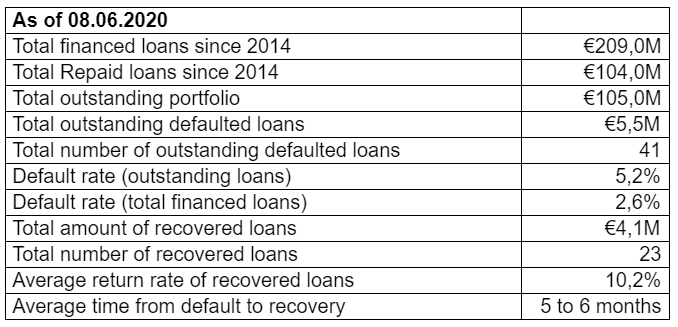 As of 08.06.2020
Total financed loans since 2014 €209,0M
Total Repaid loans since 2014 €104,0M
Total outstanding portfolio €105,0M
Total outstanding defaulted loans €5,5M
Total number of outstanding defaulted loans 41
Default rate (outstanding loans) 5,2%
Default rate (total financed loans) 2,6%
Total amount of recovered loans €4,1M
Total number of recovered loans 23
Average return rate of recovered loans 10,2%
Average time from default to recovery 5 to 6 months